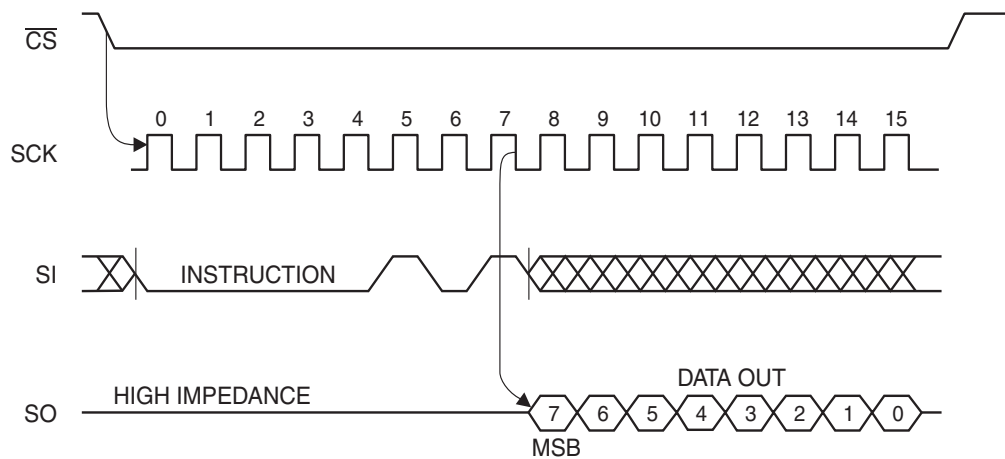 CS
0 1 2 3 4 5 6 7 8 9 10 11 12 13 14 15
SCK
SI
INSTRUCTION
DATA OUT
HIGH IMPEDANCE
SO
7 6 5 4 3 2 1 0
MSB